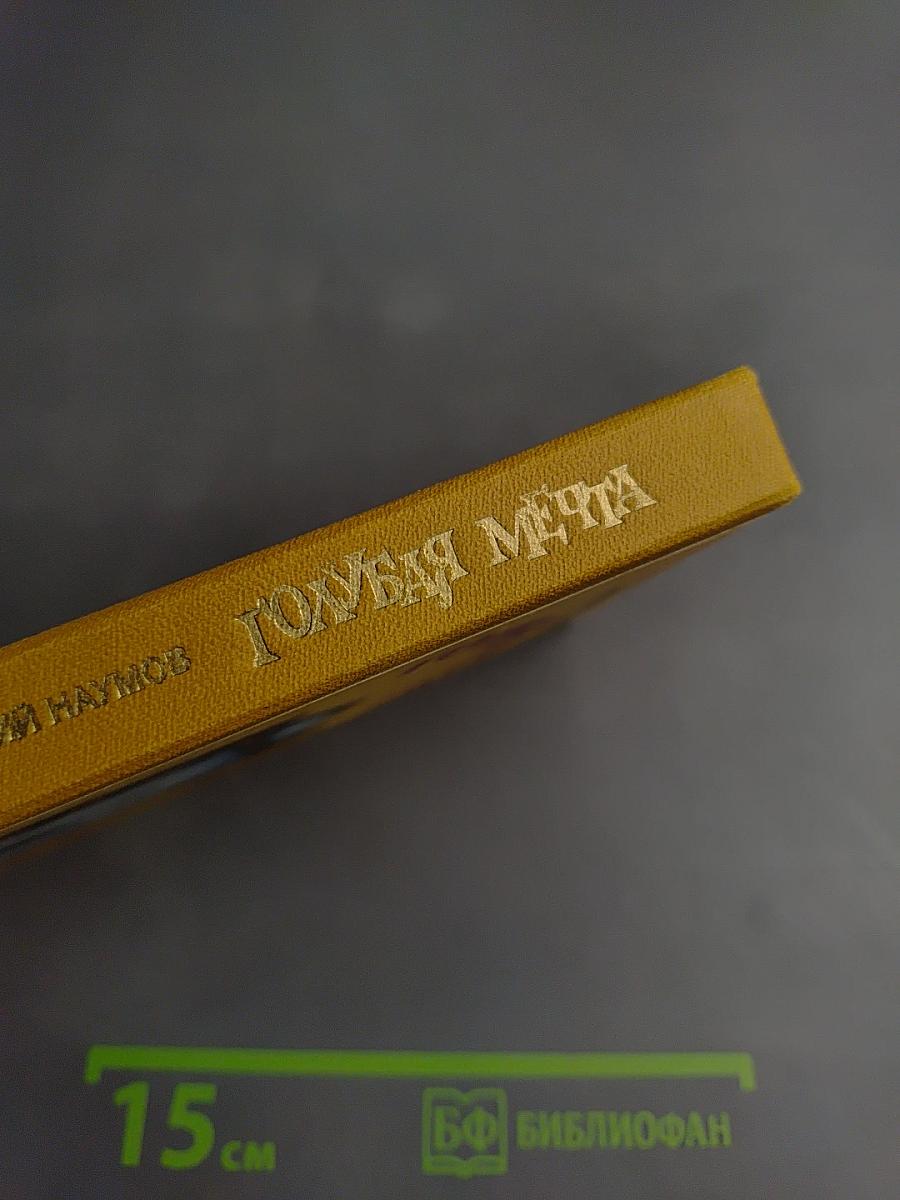 ИЙ НАУМОВ ГОЛУБАЯ МЕЧТА
15 см
БФ БИБЛИОФАН